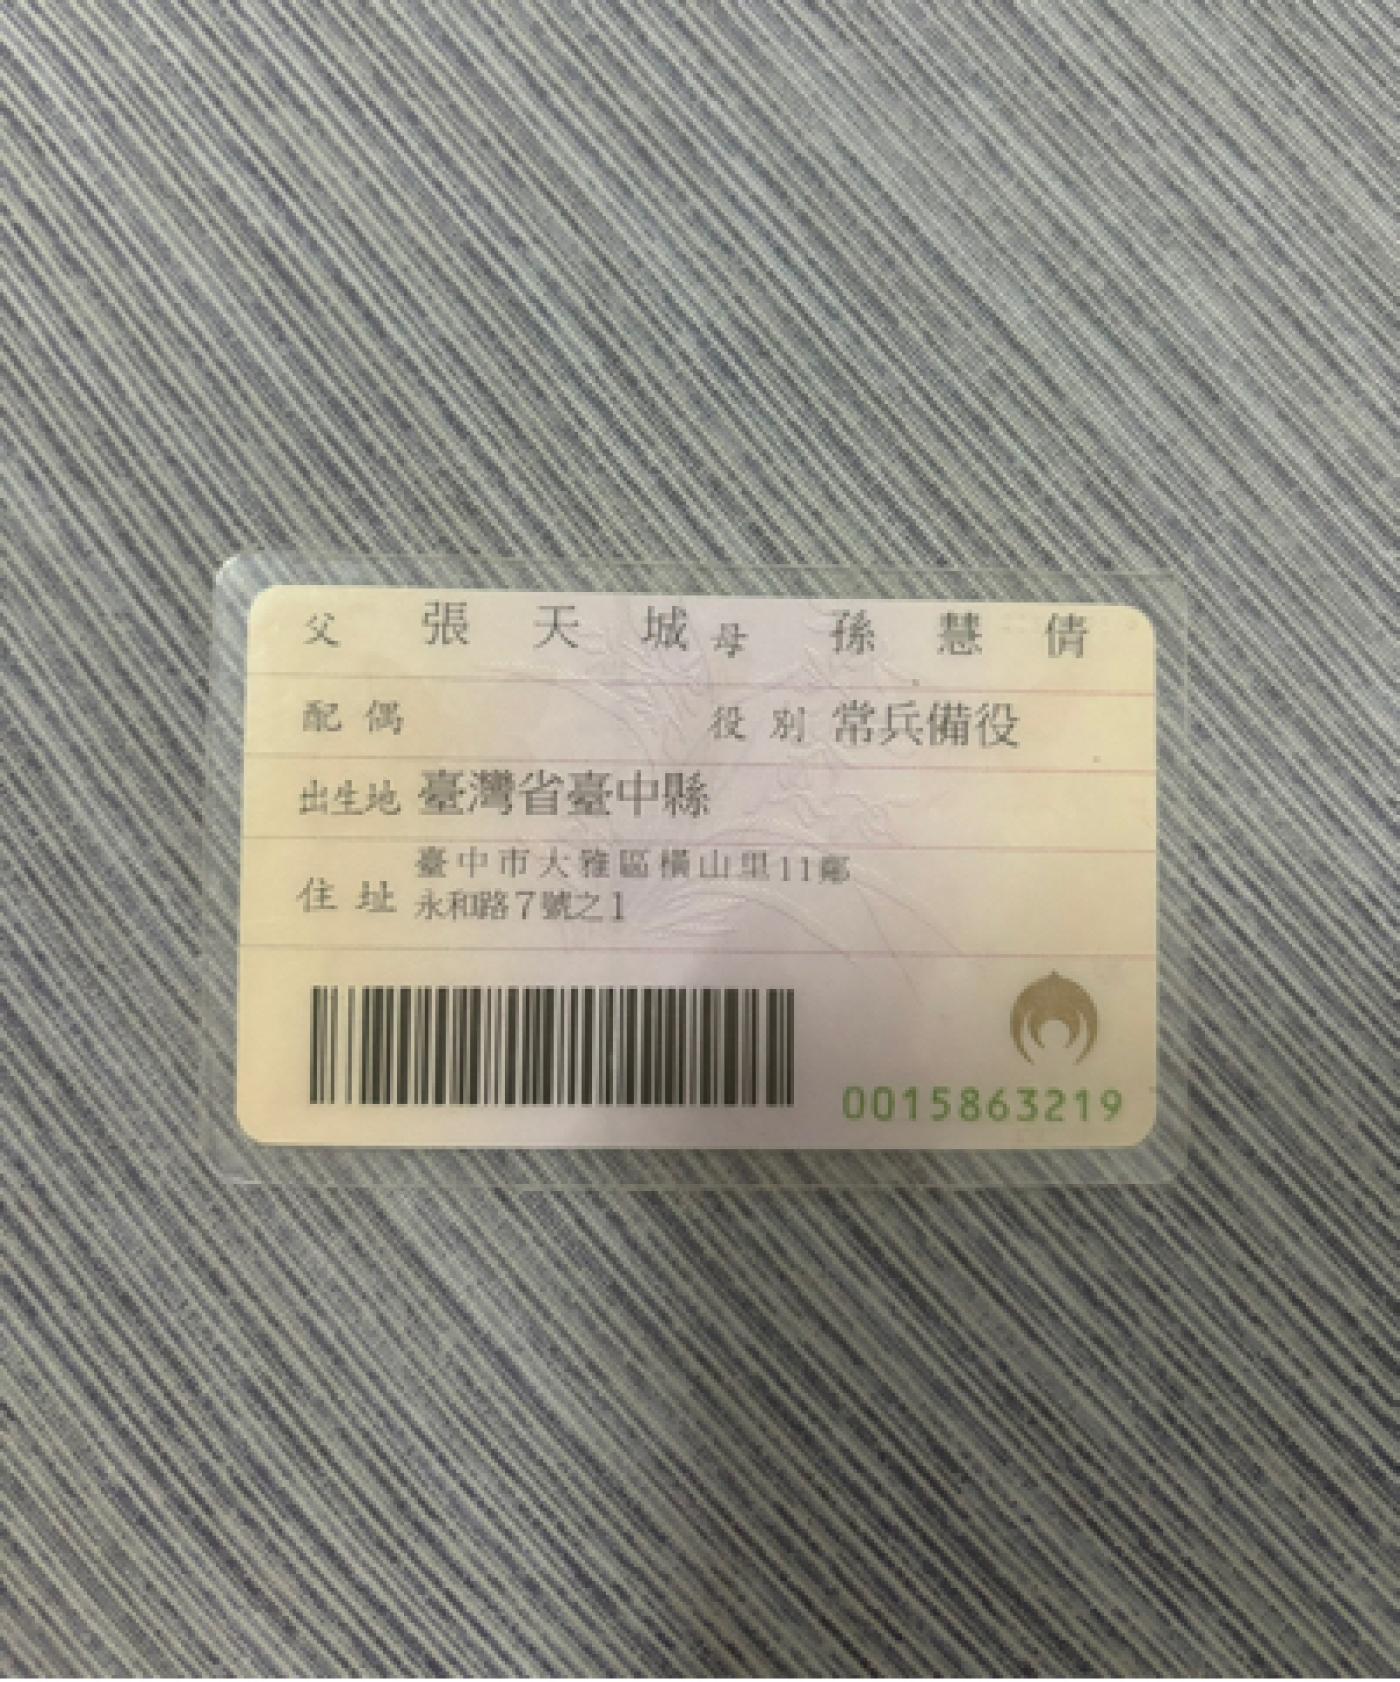 父 張天城 母 孫慧倩
配偶 役別 常兵備役
出生地 臺灣省臺中縣
住址 臺中市大雅區橫山里11鄰
永和路7號之1
0015863219